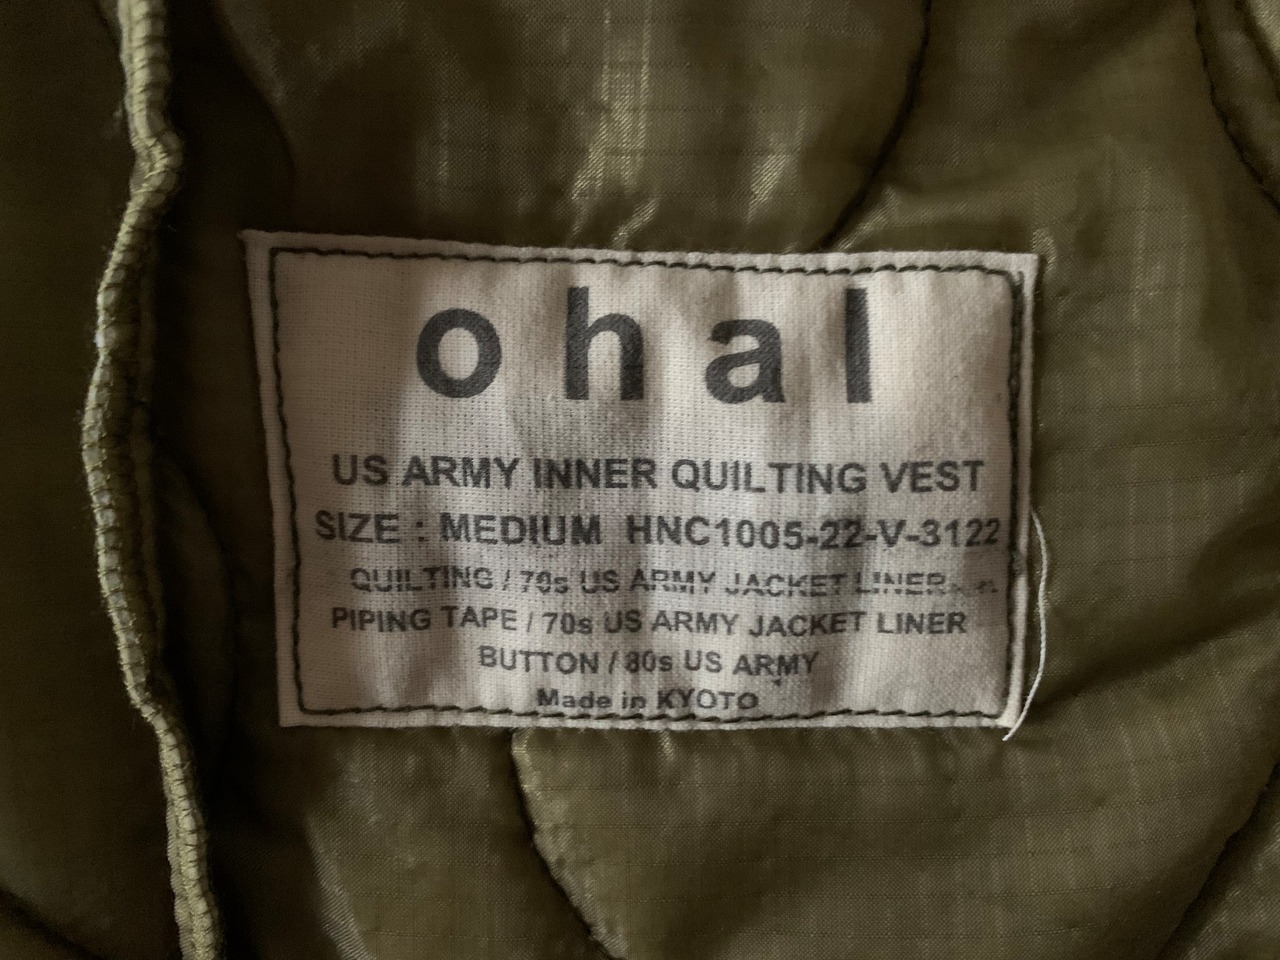 ohal
US ARMY INNER QUILTING VEST
SIZE : MEDIUM HNC1005-22-V-3122
QUILTING / 70s US ARMY JACKET LINER
PIPING TAPE / 70s US ARMY JACKET LINER
BUTTON / 80s US ARMY
Made in KYOTO